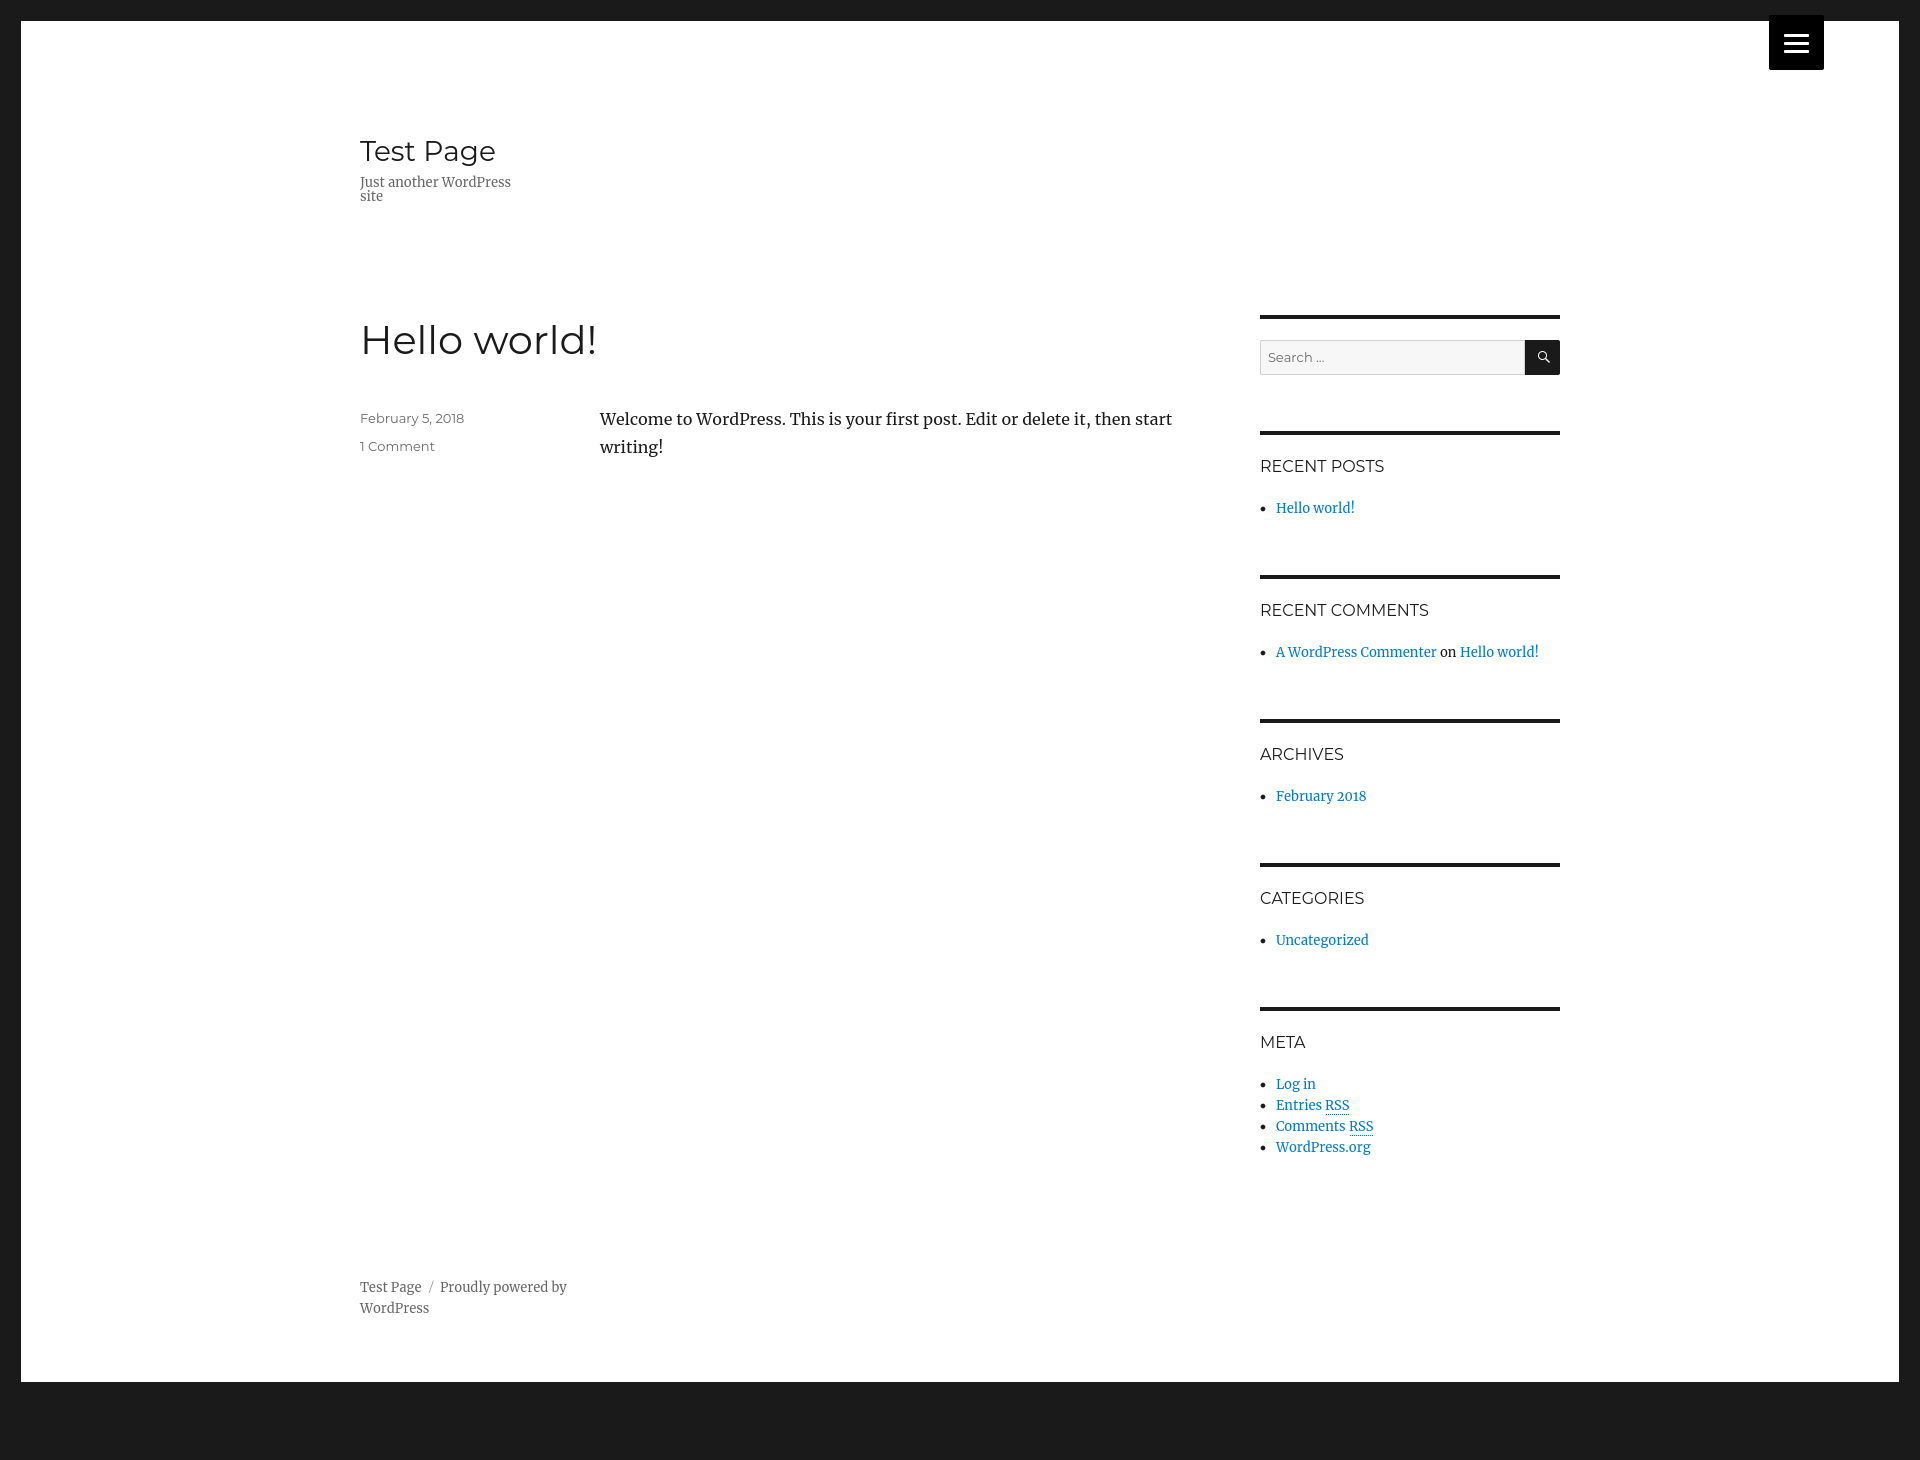 Test Page
Just another WordPress
site
Hello world!
February 5, 2018
1 Comment
Welcome to WordPress. This is your first post. Edit or delete it, then start
writing!
Search …
RECENT POSTS
Hello world!
RECENT COMMENTS
A WordPress Commenter on Hello world!
ARCHIVES
February 2018
CATEGORIES
Uncategorized
META
Log in
Entries RSS
Comments RSS
WordPress.org
Test Page / Proudly powered by
WordPress